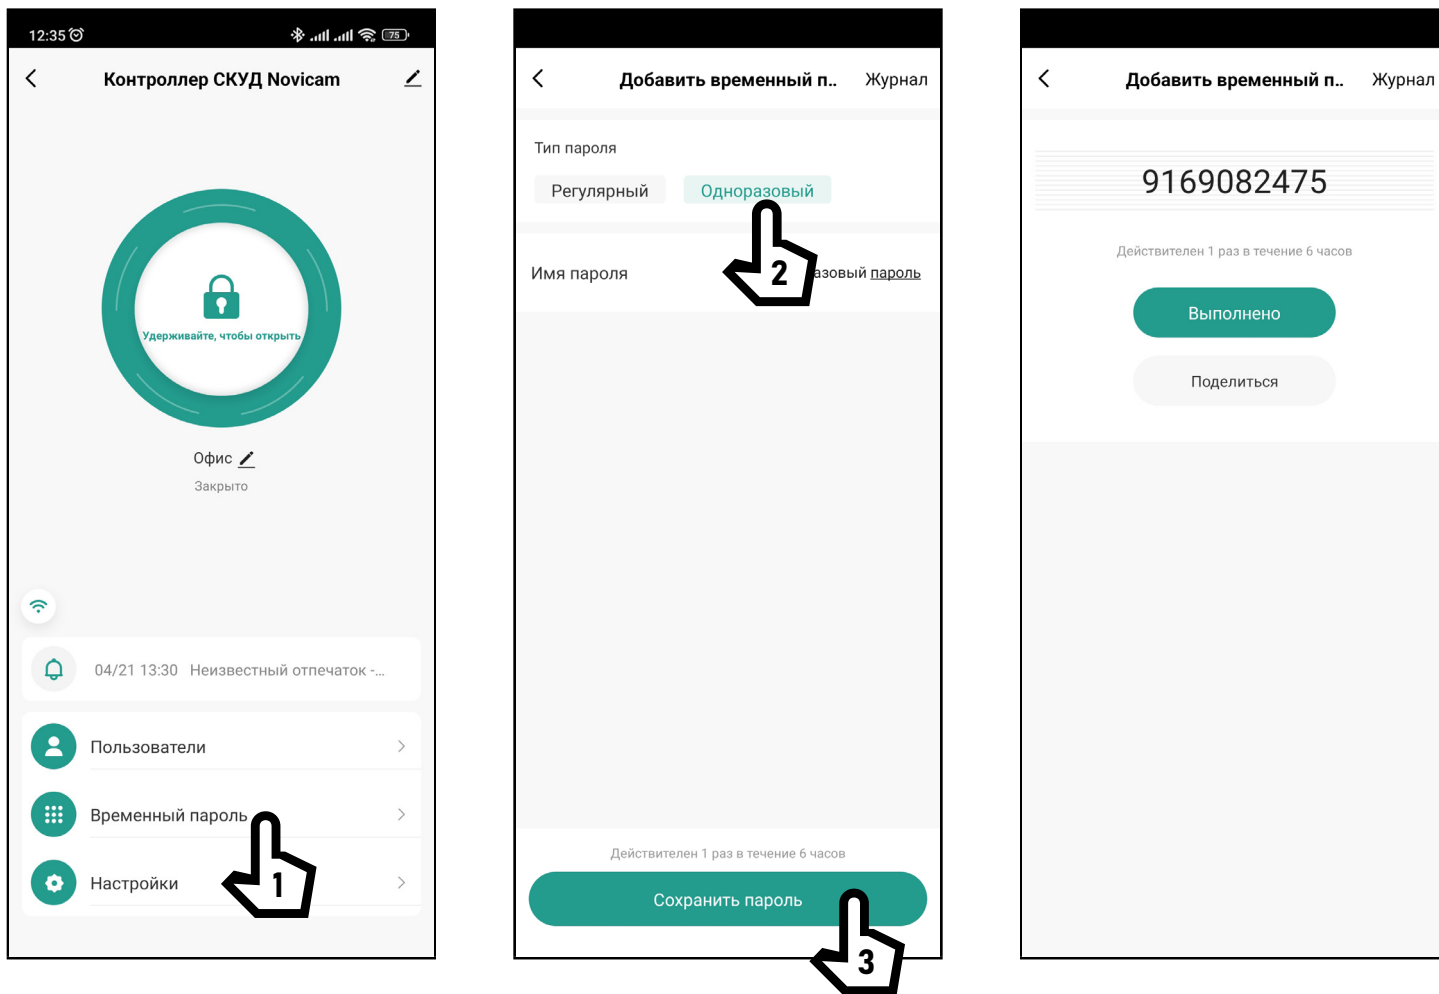 12:35
75
Контроллер СКУД Novicam
Удерживайте, чтобы открыть
Офис
Закрыто
04/21 13:30 Неизвестный отпечаток -...
Пользователи
Временный пароль
1
Настройки
Добавить временный п..
Журнал
Тип пароля
Регулярный
Одноразовый
2
Имя пароля
пароль
Действителен 1 раз в течение 6 часов
Сохранить пароль
3
Добавить временный п..
Журнал
9169082475
Действителен 1 раз в течение 6 часов
Выполнено
Поделиться